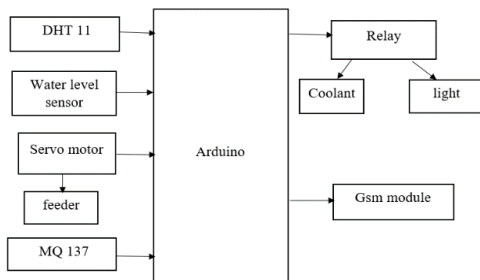 DHT 11
Water level
sensor
Servo motor
feeder
MQ 137
Arduino
Relay
Coolant
light
Gsm module